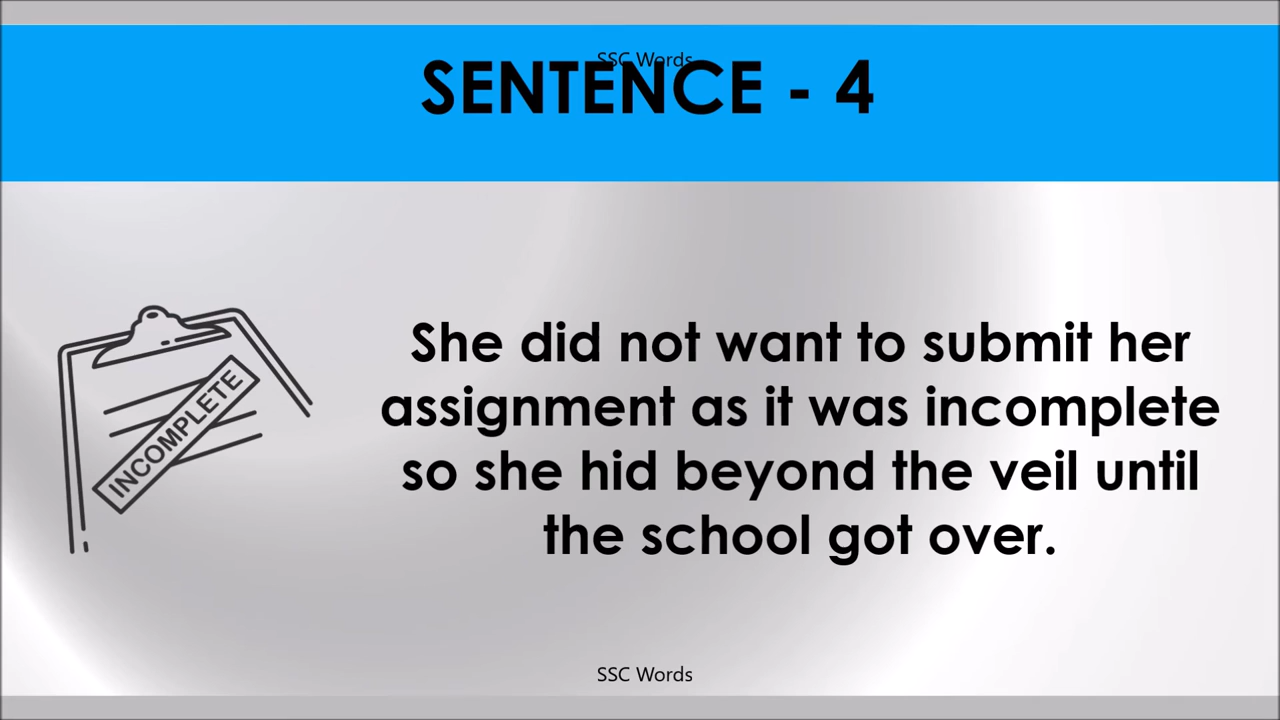 SSC Words
SENTENCE - 4
INCOMPLETE
She did not want to submit her
assignment as it was incomplete
so she hid beyond the veil until
the school got over.
SSC Words